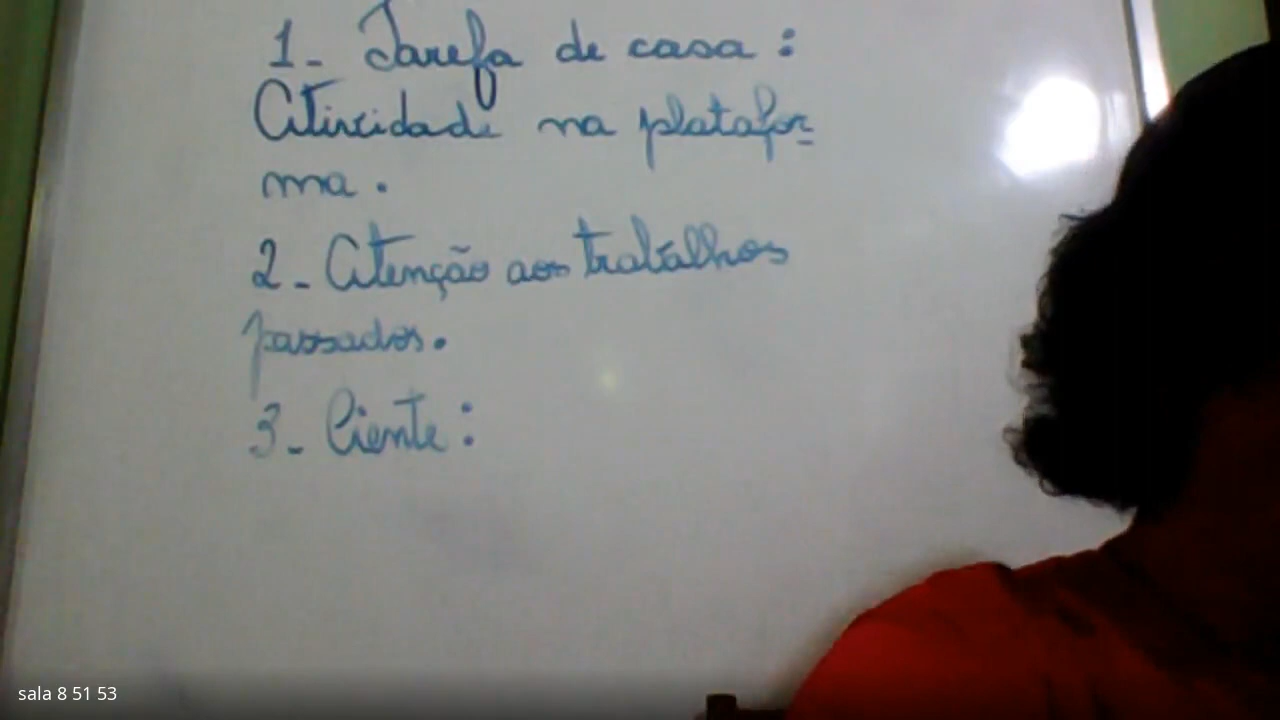 1- Tarefa de casa :
Atividade na platafor-
ma.
2- Atenção aos trabalhos
passados.
3- Ciente:
sala 8 51 53